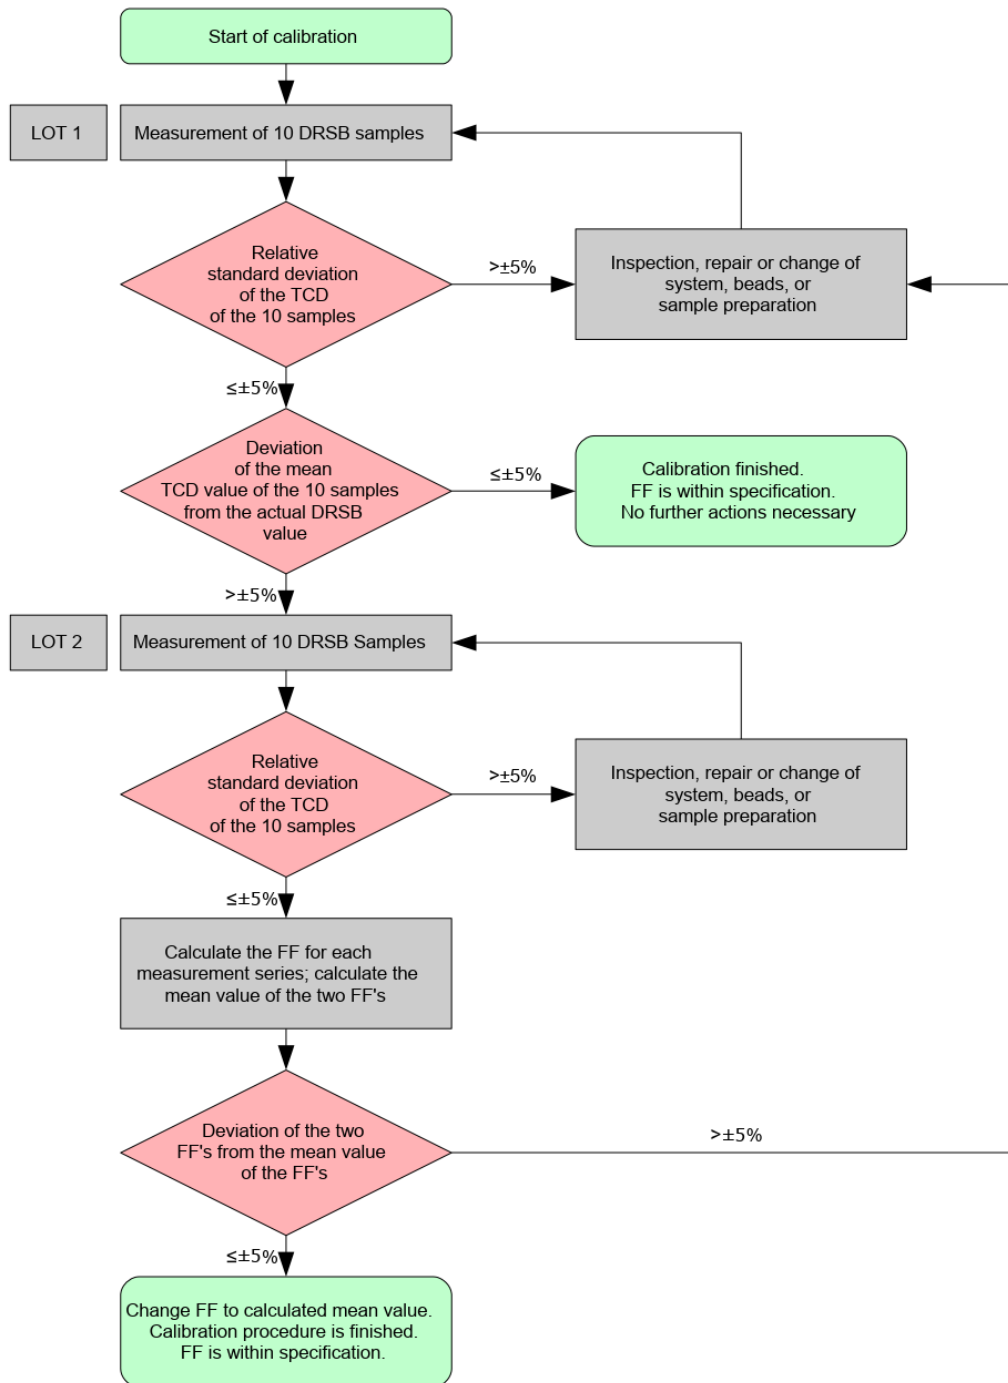 Start of calibration
LOT 1
Measurement of 10 DRSB samples
Relative
standard deviation
of the TCD
of the 10 samples
>±5%
Inspection, repair or change of
system, beads, or
sample preparation
≤±5%
Deviation
of the mean
TCD value of the 10 samples
from the actual DRSB
value
≤±5%
Calibration finished.
FF is within specification.
No further actions necessary
>±5%
LOT 2
Measurement of 10 DRSB Samples
Relative
standard deviation
of the TCD
of the 10 samples
>±5%
Inspection, repair or change of
system, beads, or
sample preparation
≤±5%
Calculate the FF for each
measurement series; calculate the
mean value of the two FF's
Deviation of the two
FF's from the mean value
of the FF's
>±5%
≤±5%
Change FF to calculated mean value.
Calibration procedure is finished.
FF is within specification.